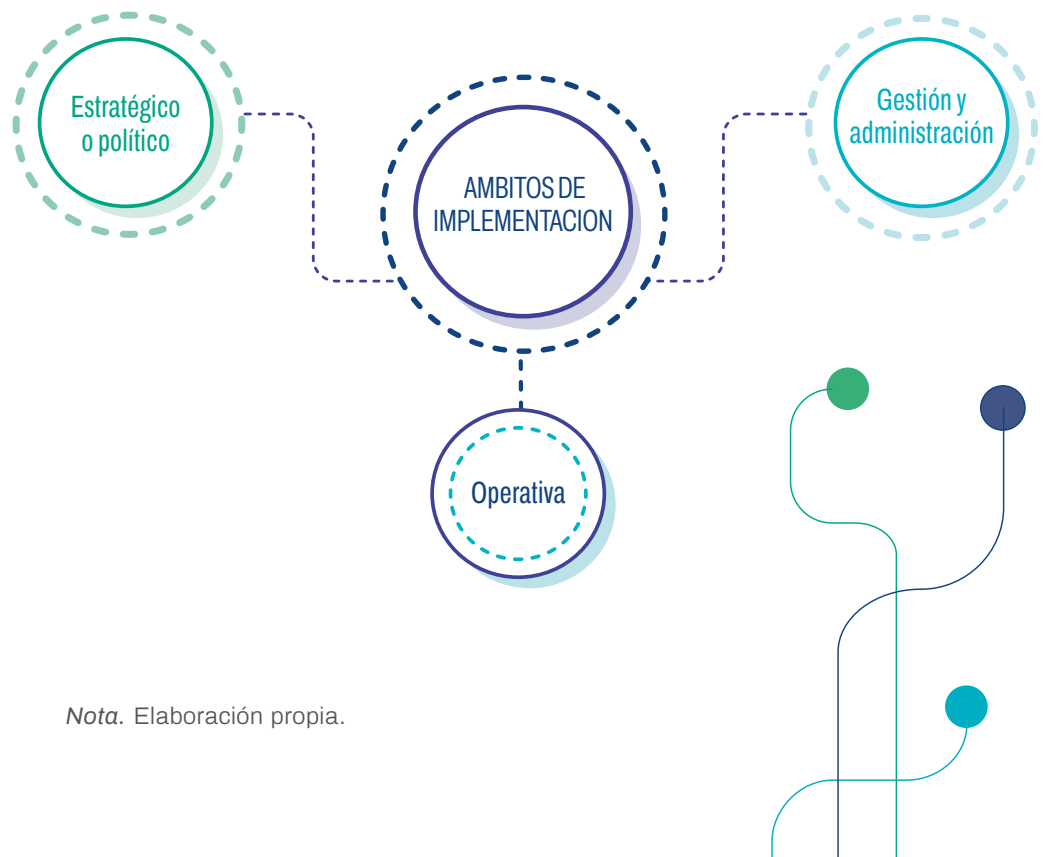 Estratégico
o político
Gestión y
administración
AMBITOS DE
IMPLEMENTACION
Operativa
Nota. Elaboración propia.